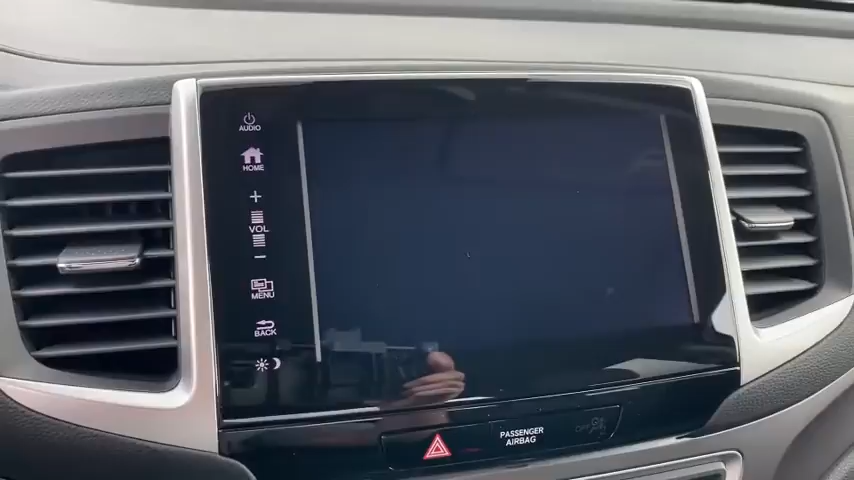 AUDIO
HOME
+
VOL
−
MENU
BACK
PASSENGER
AIRBAG